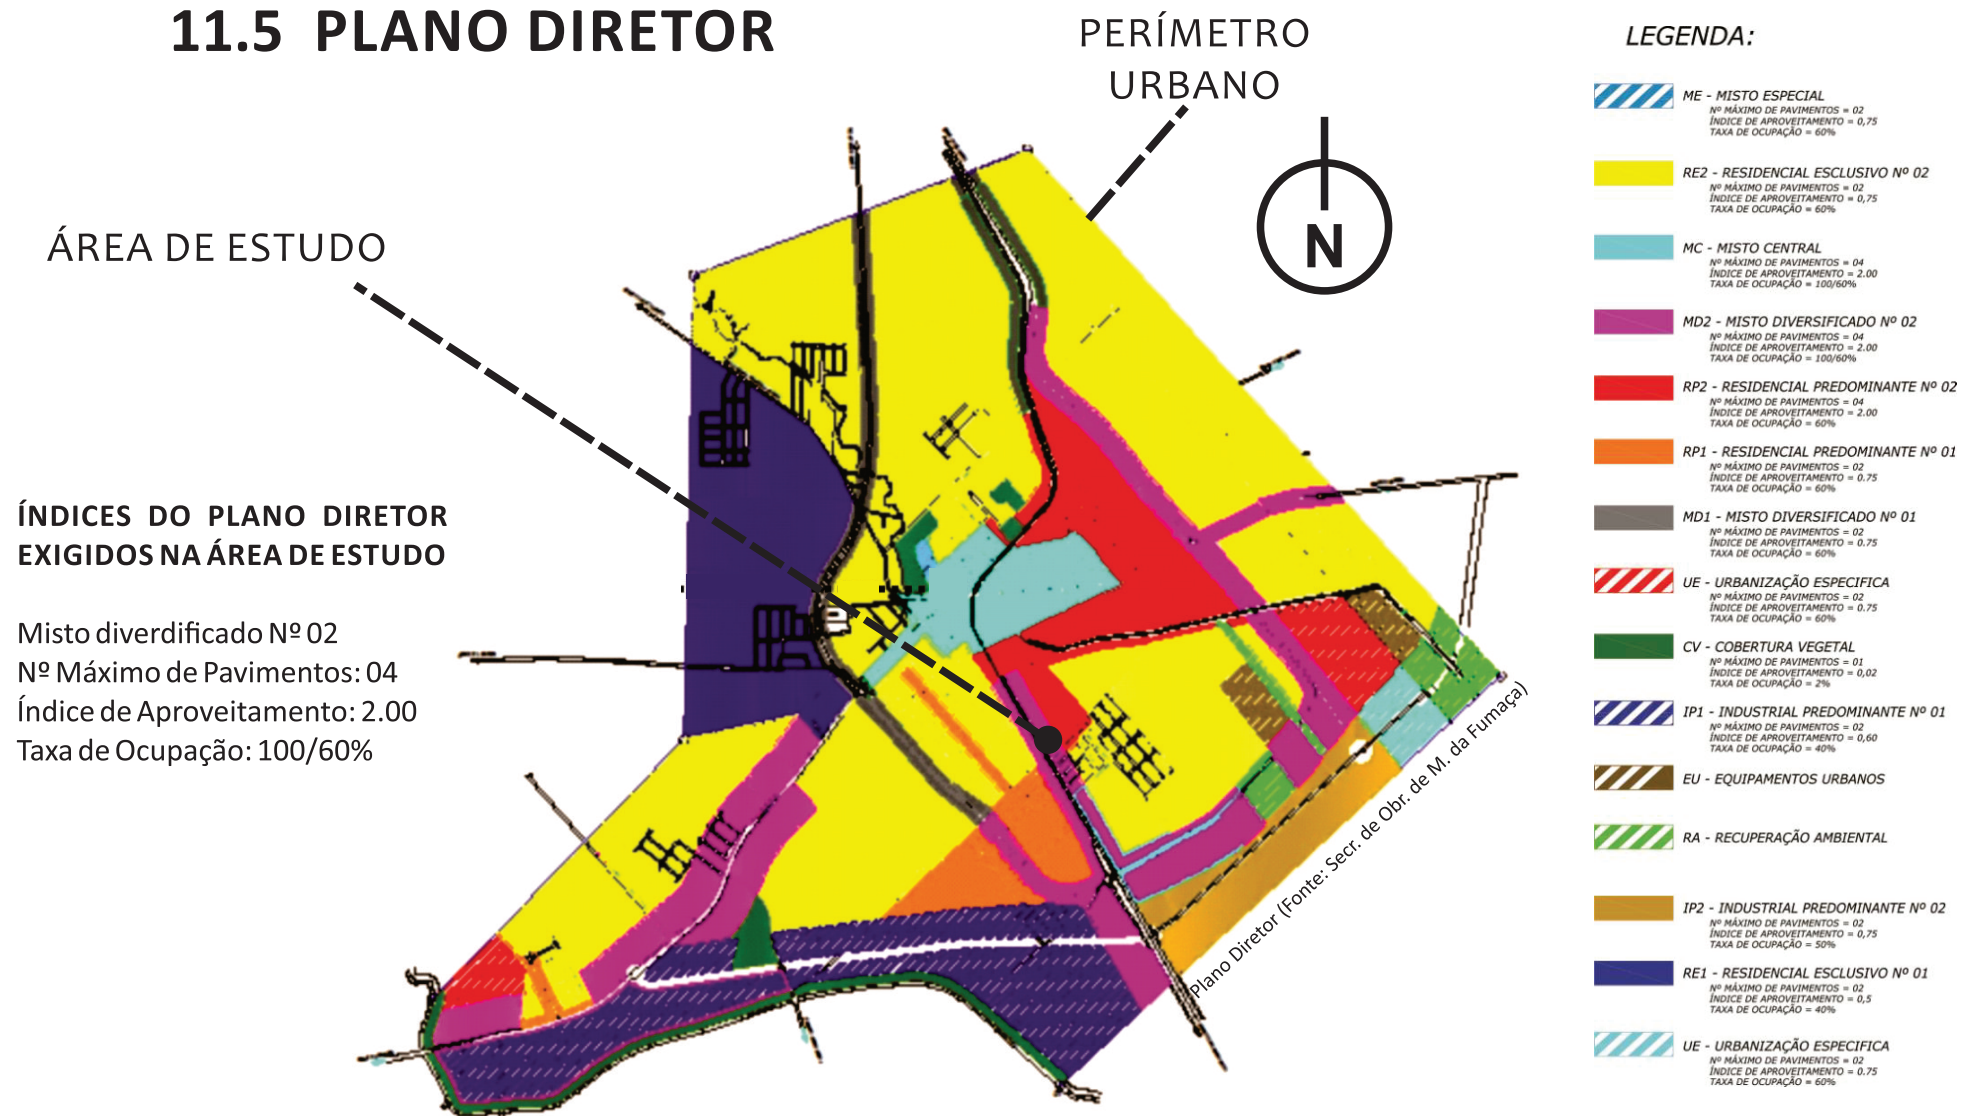 11.5 PLANO DIRETOR
PERÍMETRO
URBANO
ÁREA DE ESTUDO
N
ÍNDICES DO PLANO DIRETOR
EXIGIDOS NA ÁREA DE ESTUDO
Misto diverdificado Nº 02
Nº Máximo de Pavimentos: 04
Índice de Aproveitamento: 2.00
Taxa de Ocupação: 100/60%
Plano Diretor (Fonte: Secr. de Obr. de M. da Fumaça)
LEGENDA:
ME - MISTO ESPECIAL
Nº MÁXIMO DE PAVIMENTOS = 02
ÍNDICE DE APROVEITAMENTO = 0,75
TAXA DE OCUPAÇÃO = 60%
RE2 - RESIDENCIAL ESCLUSIVO Nº 02
Nº MÁXIMO DE PAVIMENTOS = 02
ÍNDICE DE APROVEITAMENTO = 0,75
TAXA DE OCUPAÇÃO = 60%
MC - MISTO CENTRAL
Nº MÁXIMO DE PAVIMENTOS = 04
ÍNDICE DE APROVEITAMENTO = 2.00
TAXA DE OCUPAÇÃO = 100/60%
MD2 - MISTO DIVERSIFICADO Nº 02
Nº MÁXIMO DE PAVIMENTOS = 04
ÍNDICE DE APROVEITAMENTO = 2.00
TAXA DE OCUPAÇÃO = 100/60%
RP2 - RESIDENCIAL PREDOMINANTE Nº 02
Nº MÁXIMO DE PAVIMENTOS = 04
ÍNDICE DE APROVEITAMENTO = 2.00
TAXA DE OCUPAÇÃO = 60%
RP1 - RESIDENCIAL PREDOMINANTE Nº 01
Nº MÁXIMO DE PAVIMENTOS = 02
ÍNDICE DE APROVEITAMENTO = 0.75
TAXA DE OCUPAÇÃO = 60%
MD1 - MISTO DIVERSIFICADO Nº 01
Nº MÁXIMO DE PAVIMENTOS = 02
ÍNDICE DE APROVEITAMENTO = 0.75
TAXA DE OCUPAÇÃO = 60%
UE - URBANIZAÇÃO ESPECIFICA
Nº MÁXIMO DE PAVIMENTOS = 02
ÍNDICE DE APROVEITAMENTO = 0.75
TAXA DE OCUPAÇÃO = 60%
CV - COBERTURA VEGETAL
Nº MÁXIMO DE PAVIMENTOS = 01
ÍNDICE DE APROVEITAMENTO = 0,02
TAXA DE OCUPAÇÃO = 2%
IP1 - INDUSTRIAL PREDOMINANTE Nº 01
Nº MÁXIMO DE PAVIMENTOS = 02
ÍNDICE DE APROVEITAMENTO = 0,60
TAXA DE OCUPAÇÃO = 40%
EU - EQUIPAMENTOS URBANOS
RA - RECUPERAÇÃO AMBIENTAL
IP2 - INDUSTRIAL PREDOMINANTE Nº 02
Nº MÁXIMO DE PAVIMENTOS = 02
ÍNDICE DE APROVEITAMENTO = 0,75
TAXA DE OCUPAÇÃO = 50%
RE1 - RESIDENCIAL ESCLUSIVO Nº 01
Nº MÁXIMO DE PAVIMENTOS = 02
ÍNDICE DE APROVEITAMENTO = 0,5
TAXA DE OCUPAÇÃO = 40%
UE - URBANIZAÇÃO ESPECIFICA
Nº MÁXIMO DE PAVIMENTOS = 02
ÍNDICE DE APROVEITAMENTO = 0.75
TAXA DE OCUPAÇÃO = 60%